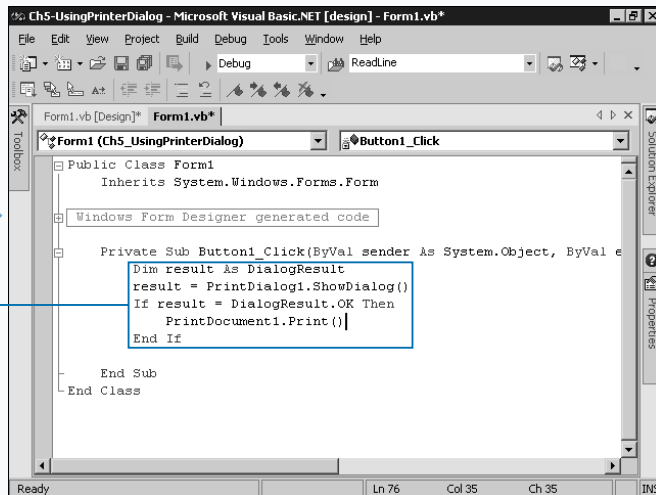 Ch5-UsingPrinterDialog - Microsoft Visual Basic.NET [design] - Form1.vb*
File Edit View Project Build Debug Tools Window Help
Debug ReadLine
Form1.vb [Design]* Form1.vb*
Form1 (Ch5_UsingPrinterDialog) Button1_Click
Toolbox
Public Class Form1
Inherits System.Windows.Forms.Form
Windows Form Designer generated code
Private Sub Button1_Click(ByVal sender As System.Object, ByVal e
Dim result As DialogResult
result = PrintDialog1.ShowDialog()
If result = DialogResult.OK Then
PrintDocument1.Print()
End If
End Sub
End Class
Solution Explorer
Properties
Ready Ln 76 Col 35 Ch 35 INS